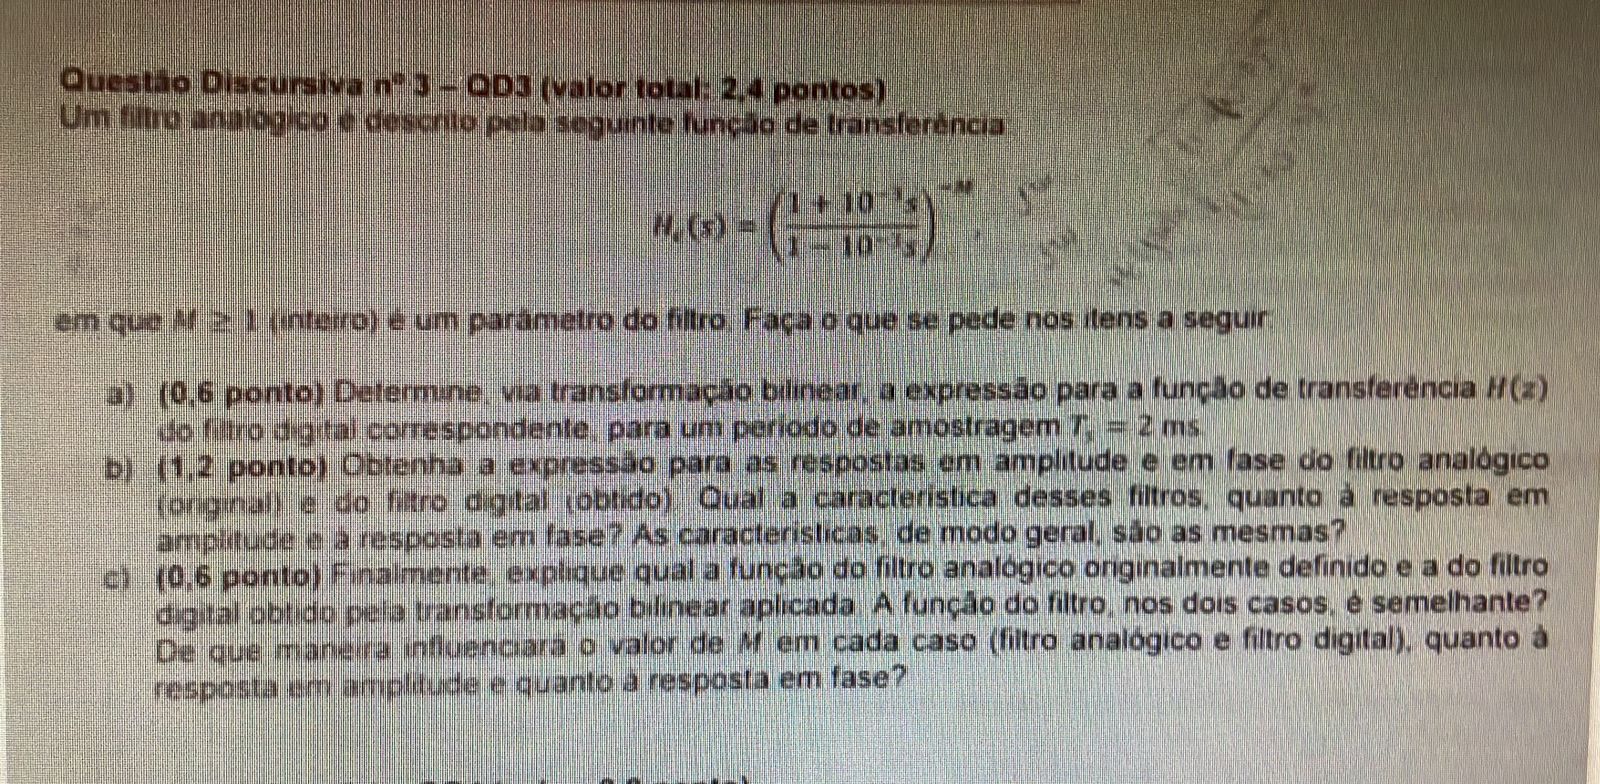 Questão Discursiva nº 3 – QD3 (valor total: 2,4 pontos)
Um filtro analógico é descrito pela seguinte função de transferência
H_c(s) = ((1 + 10⁻³s)/(1 − 10⁻³s))^−M
em que M ≥ 1 (inteiro) é um parâmetro do filtro. Faça o que se pede nos itens a seguir
a) (0,6 ponto) Determine, via transformação bilinear, a expressão para a função de transferência H(z)
do filtro digital correspondente, para um período de amostragem T_s = 2 ms.
b) (1,2 ponto) Obtenha a expressão para as respostas em amplitude e em fase do filtro analógico
(original) e do filtro digital (obtido). Qual a característica desses filtros, quanto à resposta em
amplitude e à resposta em fase? As características, de modo geral, são as mesmas?
c) (0,6 ponto) Finalmente, explique qual a função do filtro analógico originalmente definido e a do filtro
digital obtido pela transformação bilinear aplicada. A função do filtro, nos dois casos, é semelhante?
De que maneira influenciará o valor de M em cada caso (filtro analógico e filtro digital), quanto à
resposta em amplitude e quanto à resposta em fase?